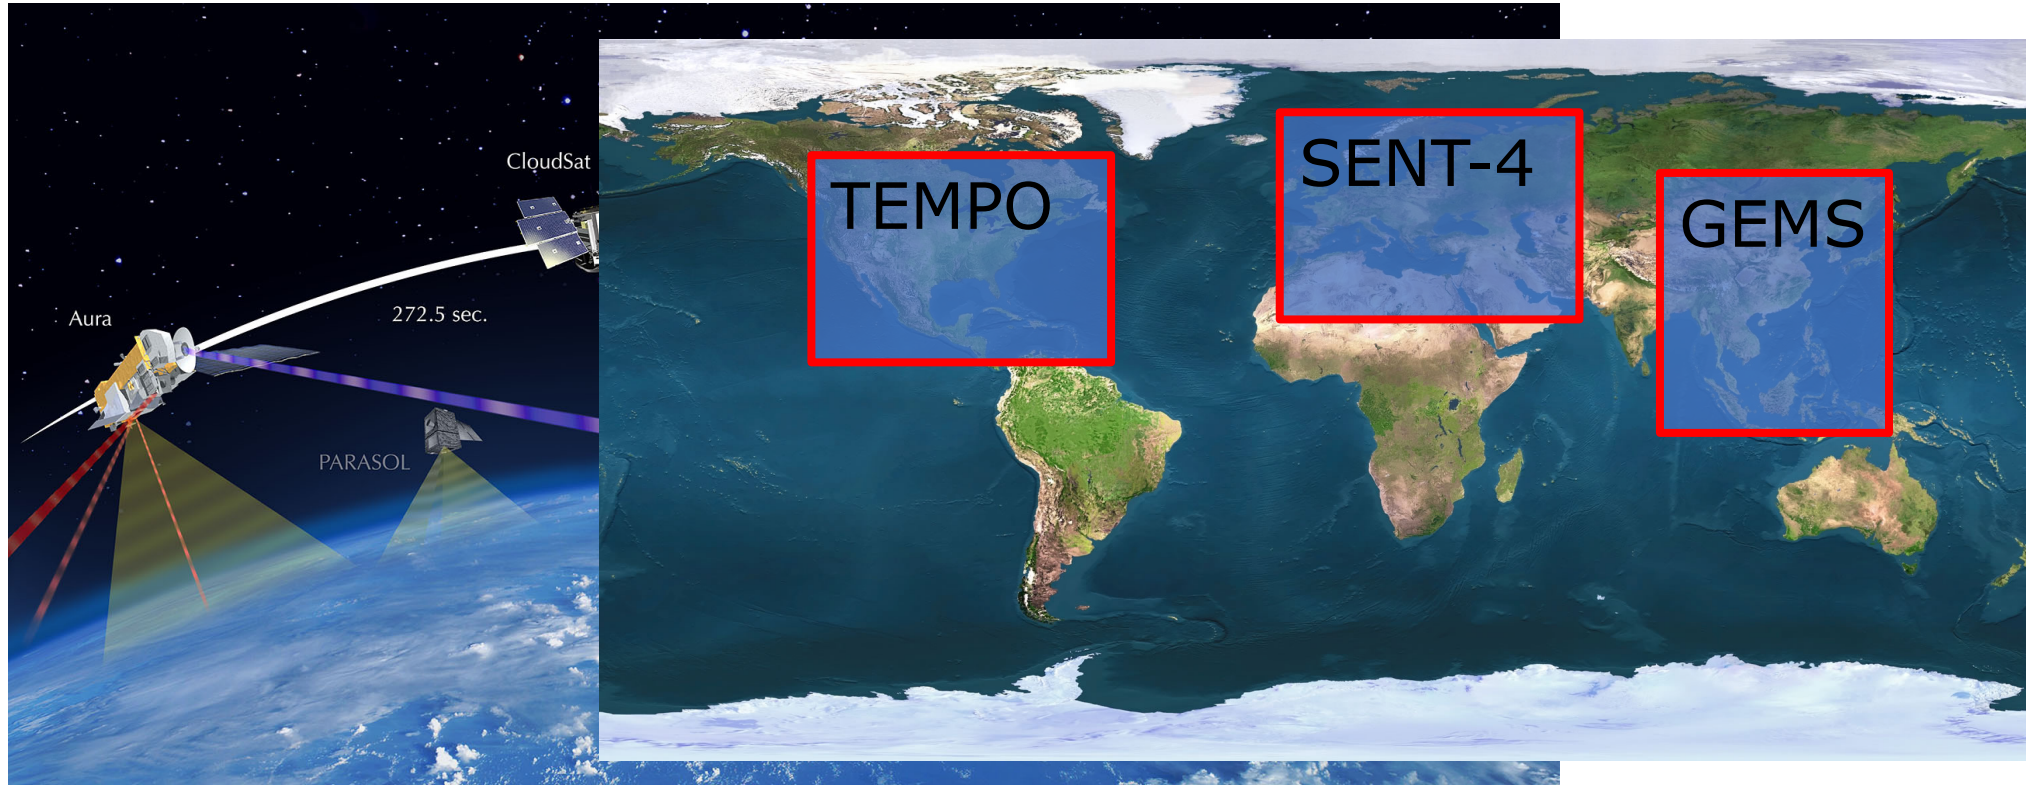 CloudSat
Aura
272.5 sec.
PARASOL
TEMPO
SENT-4
GEMS